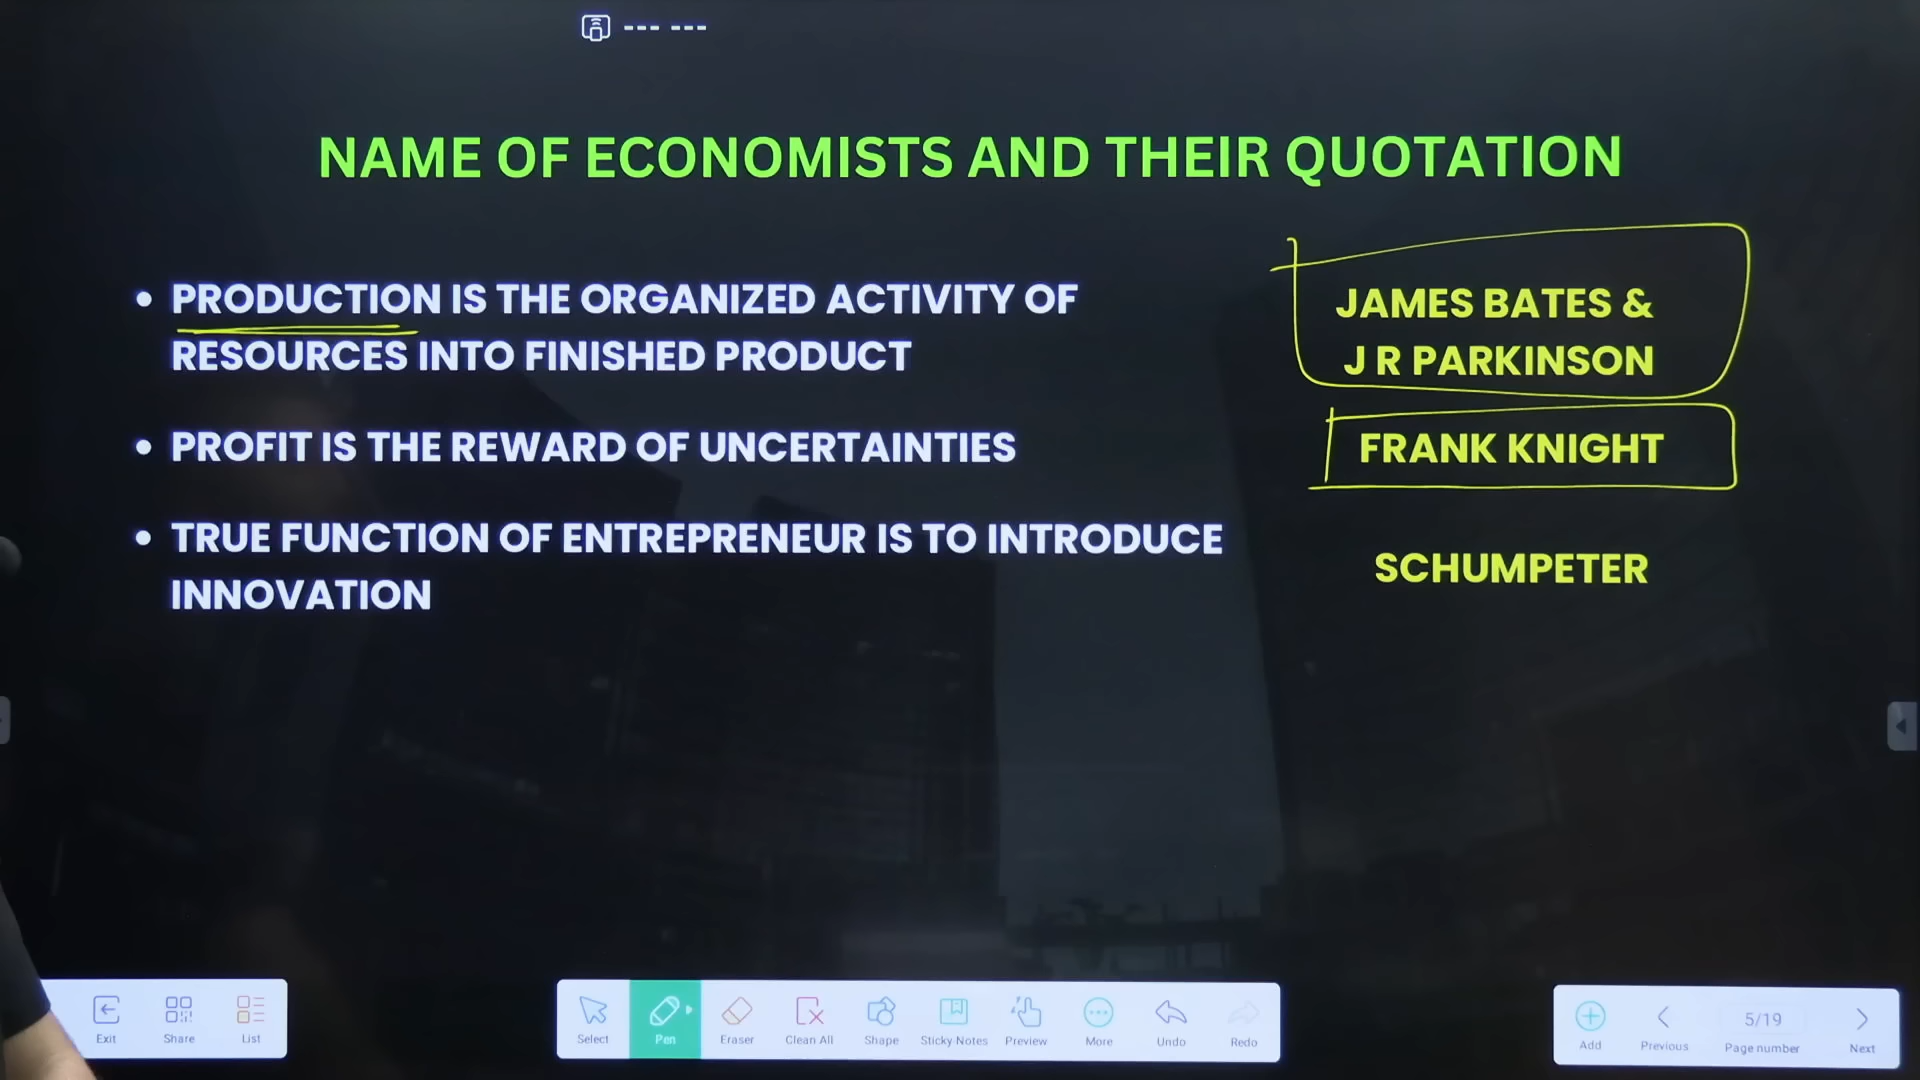 NAME OF ECONOMISTS AND THEIR QUOTATION
• PRODUCTION IS THE ORGANIZED ACTIVITY OF
RESOURCES INTO FINISHED PRODUCT
JAMES BATES &
J R PARKINSON
• PROFIT IS THE REWARD OF UNCERTAINTIES
FRANK KNIGHT
• TRUE FUNCTION OF ENTREPRENEUR IS TO INTRODUCE
INNOVATION
SCHUMPETER
Exit Share List
Select Pen Eraser Clean All Shape Sticky Notes Preview More Undo Redo
5/19
Add Previous Page number Next